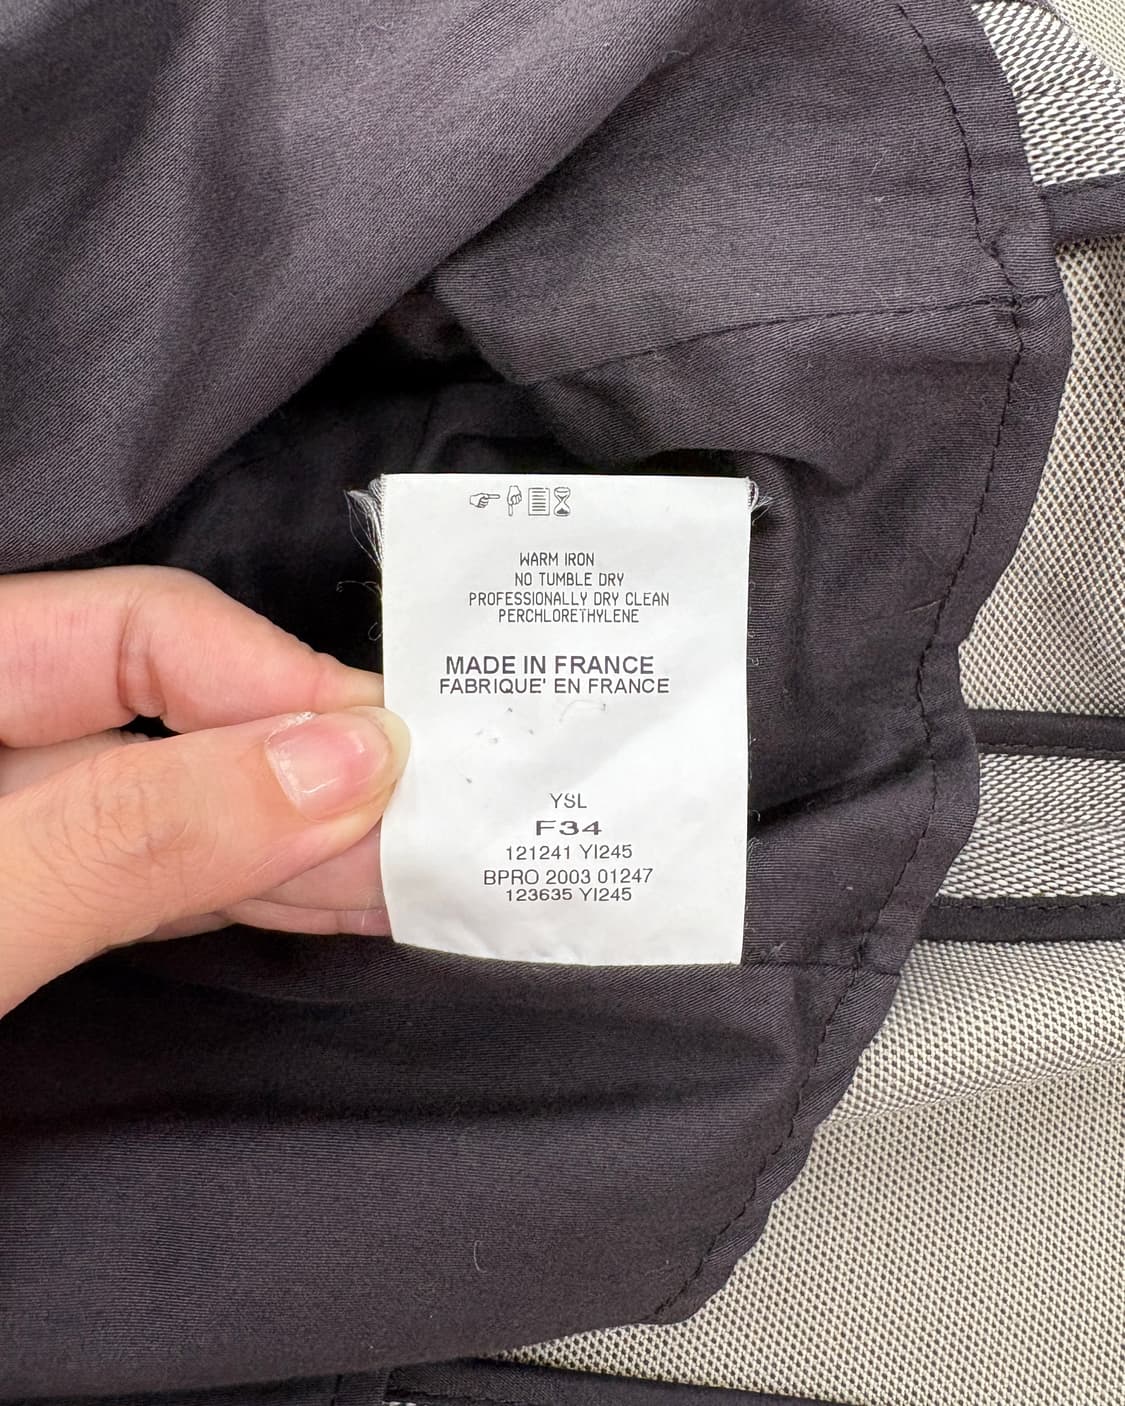 WARM IRON
NO TUMBLE DRY
PROFESSIONALLY DRY CLEAN
PERCHLORETHYLENE
MADE IN FRANCE
FABRIQUE' EN FRANCE
YSL
F34
121241 YI245
BPRO 2003 01247
123635 YI245